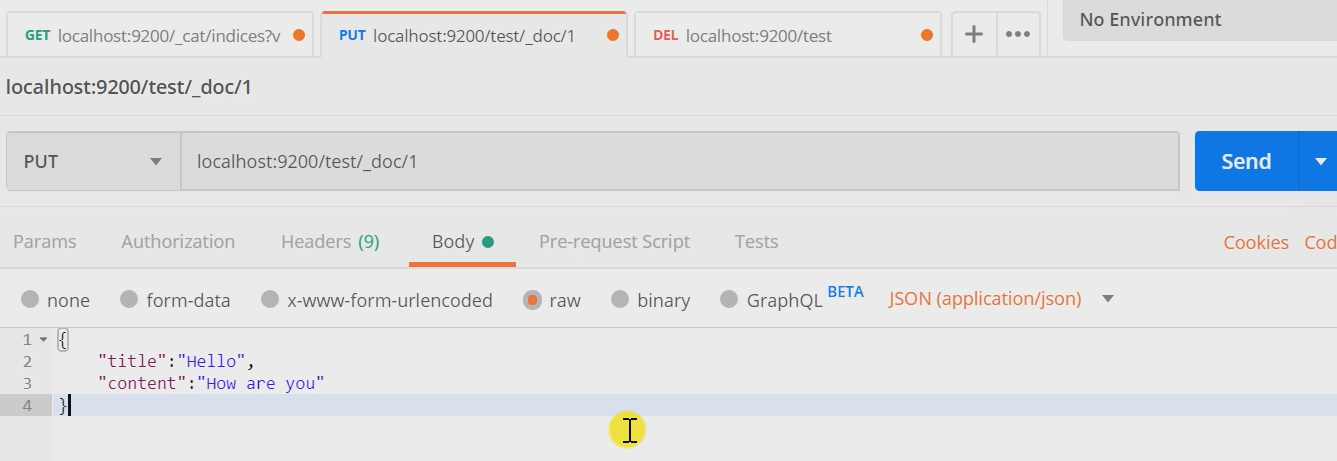 GET localhost:9200/_cat/indices?v PUT localhost:9200/test/_doc/1 DEL localhost:9200/test + ••• No Environment
localhost:9200/test/_doc/1
PUT localhost:9200/test/_doc/1 Send
Params Authorization Headers (9) Body Pre-request Script Tests Cookies Cod
none form-data x-www-form-urlencoded raw binary GraphQL BETA JSON (application/json)
1 {
2 "title":"Hello",
3 "content":"How are you"
4 }